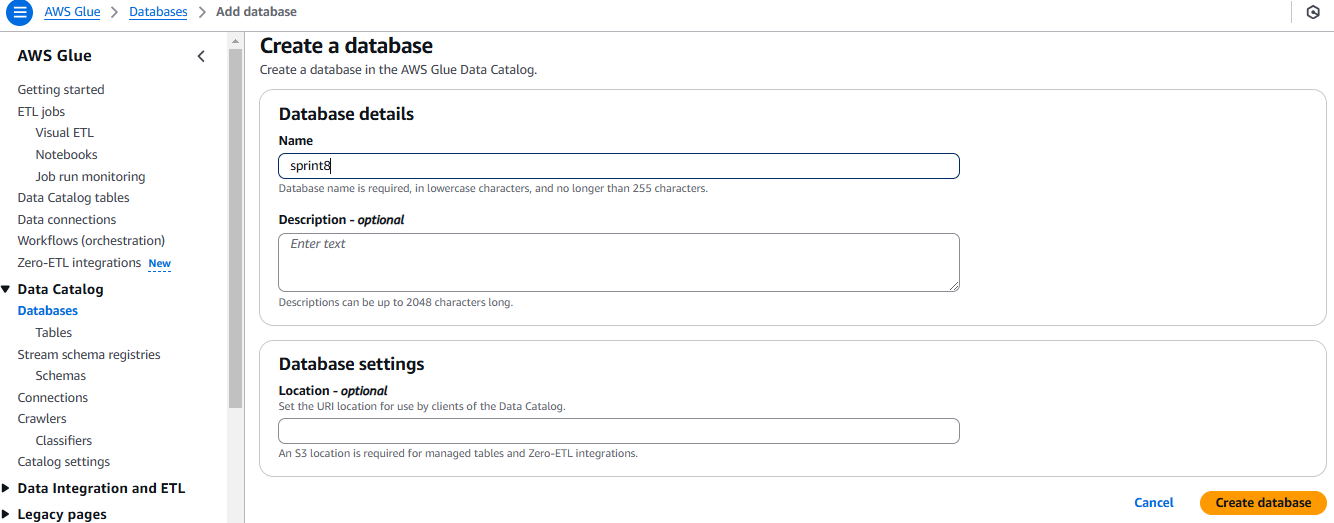 AWS Glue > Databases > Add database
AWS Glue
Getting started
ETL jobs
Visual ETL
Notebooks
Job run monitoring
Data Catalog tables
Data connections
Workflows (orchestration)
Zero-ETL integrations New
Data Catalog
Databases
Tables
Stream schema registries
Schemas
Connections
Crawlers
Classifiers
Catalog settings
Data Integration and ETL
Legacy pages
Create a database
Create a database in the AWS Glue Data Catalog.
Database details
Name
sprint8
Database name is required, in lowercase characters, and no longer than 255 characters.
Description - optional
Enter text
Descriptions can be up to 2048 characters long.
Database settings
Location - optional
Set the URI location for use by clients of the Data Catalog.
An S3 location is required for managed tables and Zero-ETL integrations.
Cancel
Create database